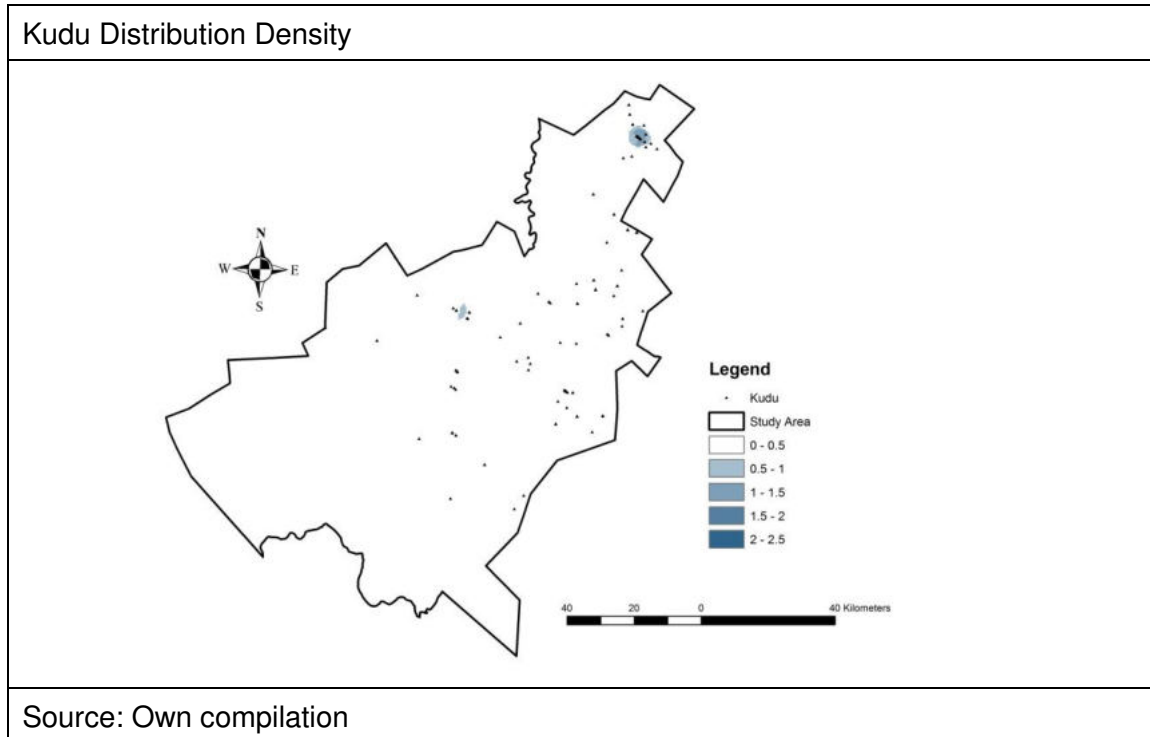 Kudu Distribution Density
N
W E
S
Legend
Kudu
Study Area
0 - 0.5
0.5 - 1
1 - 1.5
1.5 - 2
2 - 2.5
40 20 0 40 Kilometers
Source: Own compilation